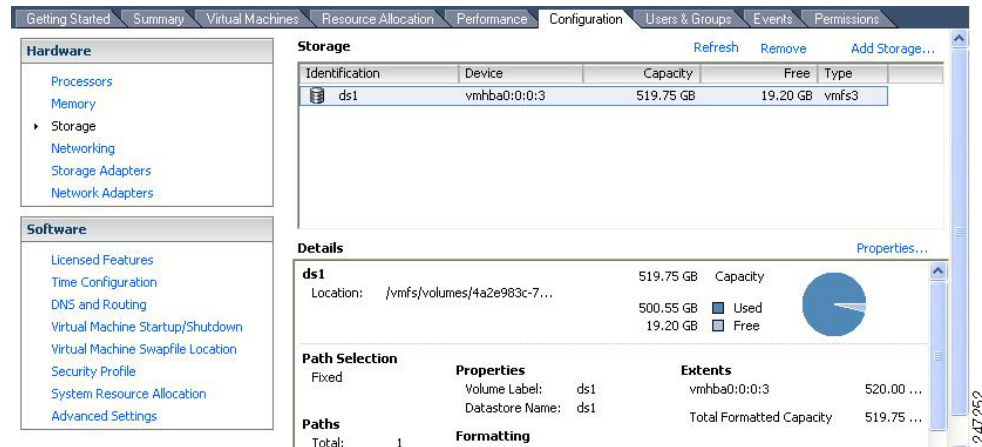 Getting Started Summary Virtual Machines Resource Allocation Performance Configuration Users & Groups Events Permissions
Hardware
Processors
Memory
Storage
Networking
Storage Adapters
Network Adapters
Software
Licensed Features
Time Configuration
DNS and Routing
Virtual Machine Startup/Shutdown
Virtual Machine Swapfile Location
Security Profile
System Resource Allocation
Advanced Settings
Storage Refresh Remove Add Storage...
Identification Device Capacity Free Type
ds1 vmhba0:0:0:3 519.75 GB 19.20 GB vmfs3
Details Properties...
ds1 519.75 GB Capacity
Location: /vmfs/volumes/4a2e983c-7...
500.55 GB Used
19.20 GB Free
Path Selection
Fixed
Paths
Total: 1
Properties
Volume Label: ds1
Datastore Name: ds1
Formatting
Extents
vmhba0:0:0:3 520.00 ...
Total Formatted Capacity 519.75 ...
247252